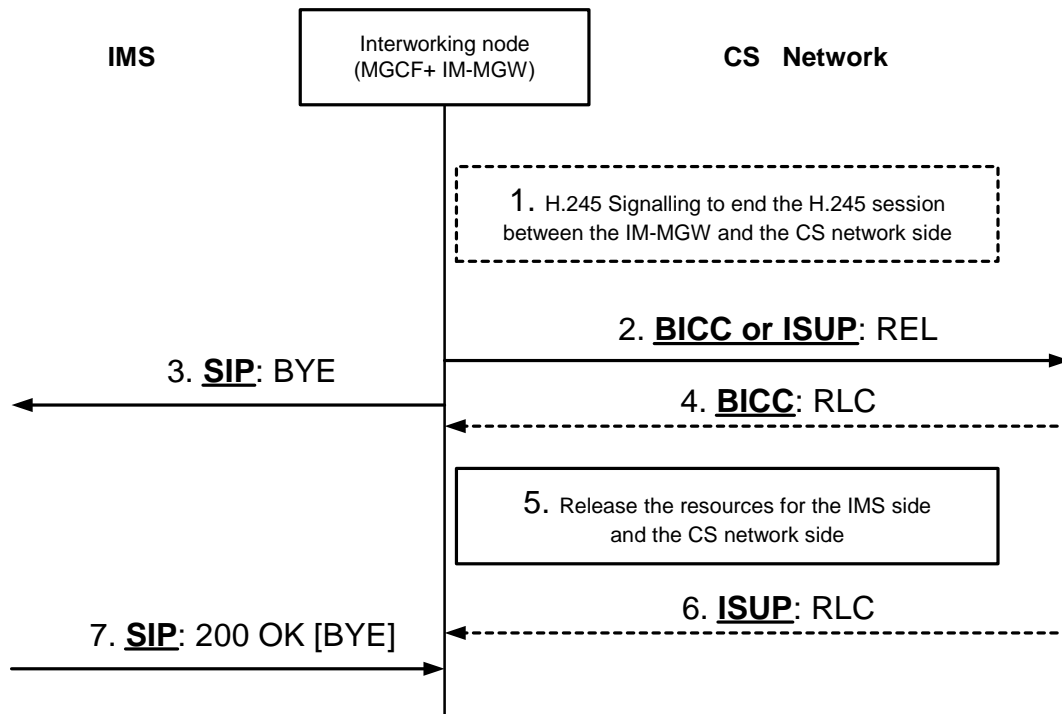 IMS
Interworking node
(MGCF+ IM-MGW)
CS Network
1. H.245 Signalling to end the H.245 session
between the IM-MGW and the CS network side
2. BICC or ISUP: REL
3. SIP: BYE
4. BICC: RLC
5. Release the resources for the IMS side
and the CS network side
6. ISUP: RLC
7. SIP: 200 OK [BYE]